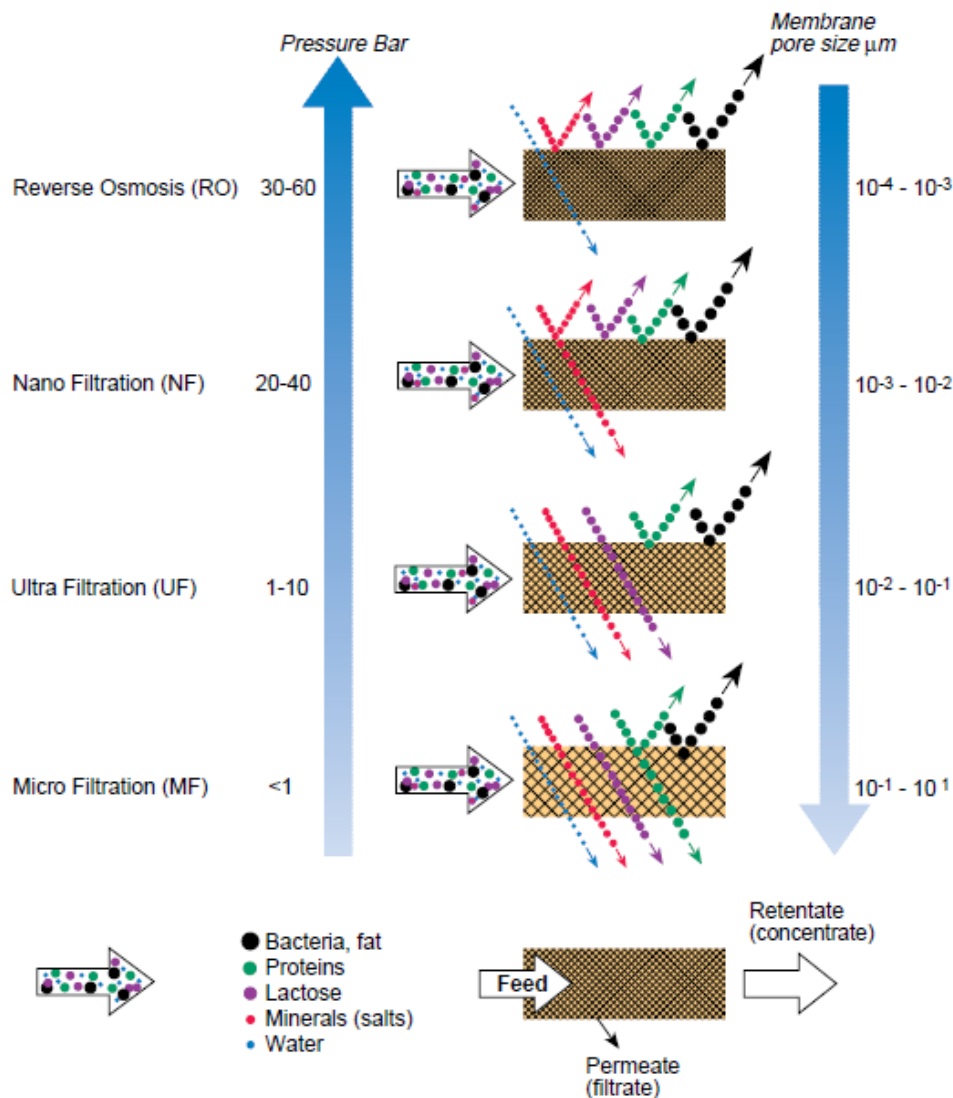 Pressure Bar
Membrane
pore size μm
Reverse Osmosis (RO) 30-60 10⁻⁴ - 10⁻³
Nano Filtration (NF) 20-40 10⁻³ - 10⁻²
Ultra Filtration (UF) 1-10 10⁻² - 10⁻¹
Micro Filtration (MF) <1 10⁻¹ - 10¹
Bacteria, fat
Proteins
Lactose
Minerals (salts)
Water
Feed
Retentate
(concentrate)
Permeate
(filtrate)